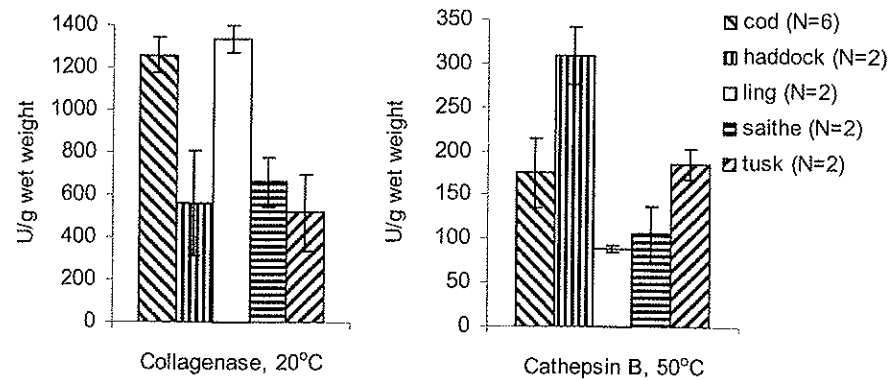 1400
1200
1000
800
600
400
200
0
U/g wet weight
Collagenase, 20°C
350
300
250
200
150
100
50
0
U/g wet weight
Cathepsin B, 50°C
cod (N=6)
haddock (N=2)
ling (N=2)
saithe (N=2)
tusk (N=2)